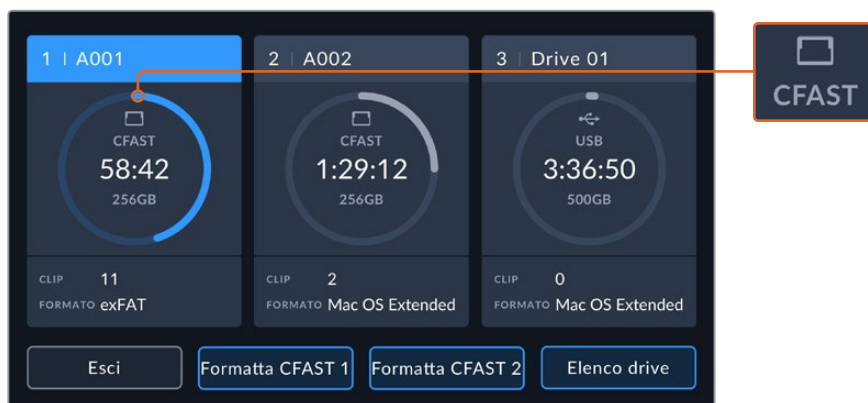 1 | A001
CFAST
58:42
256GB
CLIP 11
FORMATO exFAT
2 | A002
CFAST
1:29:12
256GB
CLIP 2
FORMATO Mac OS Extended
3 | Drive 01
USB
3:36:50
500GB
CLIP 0
FORMATO Mac OS Extended
CFAST
Esci
Formatta CFAST 1
Formatta CFAST 2
Elenco drive